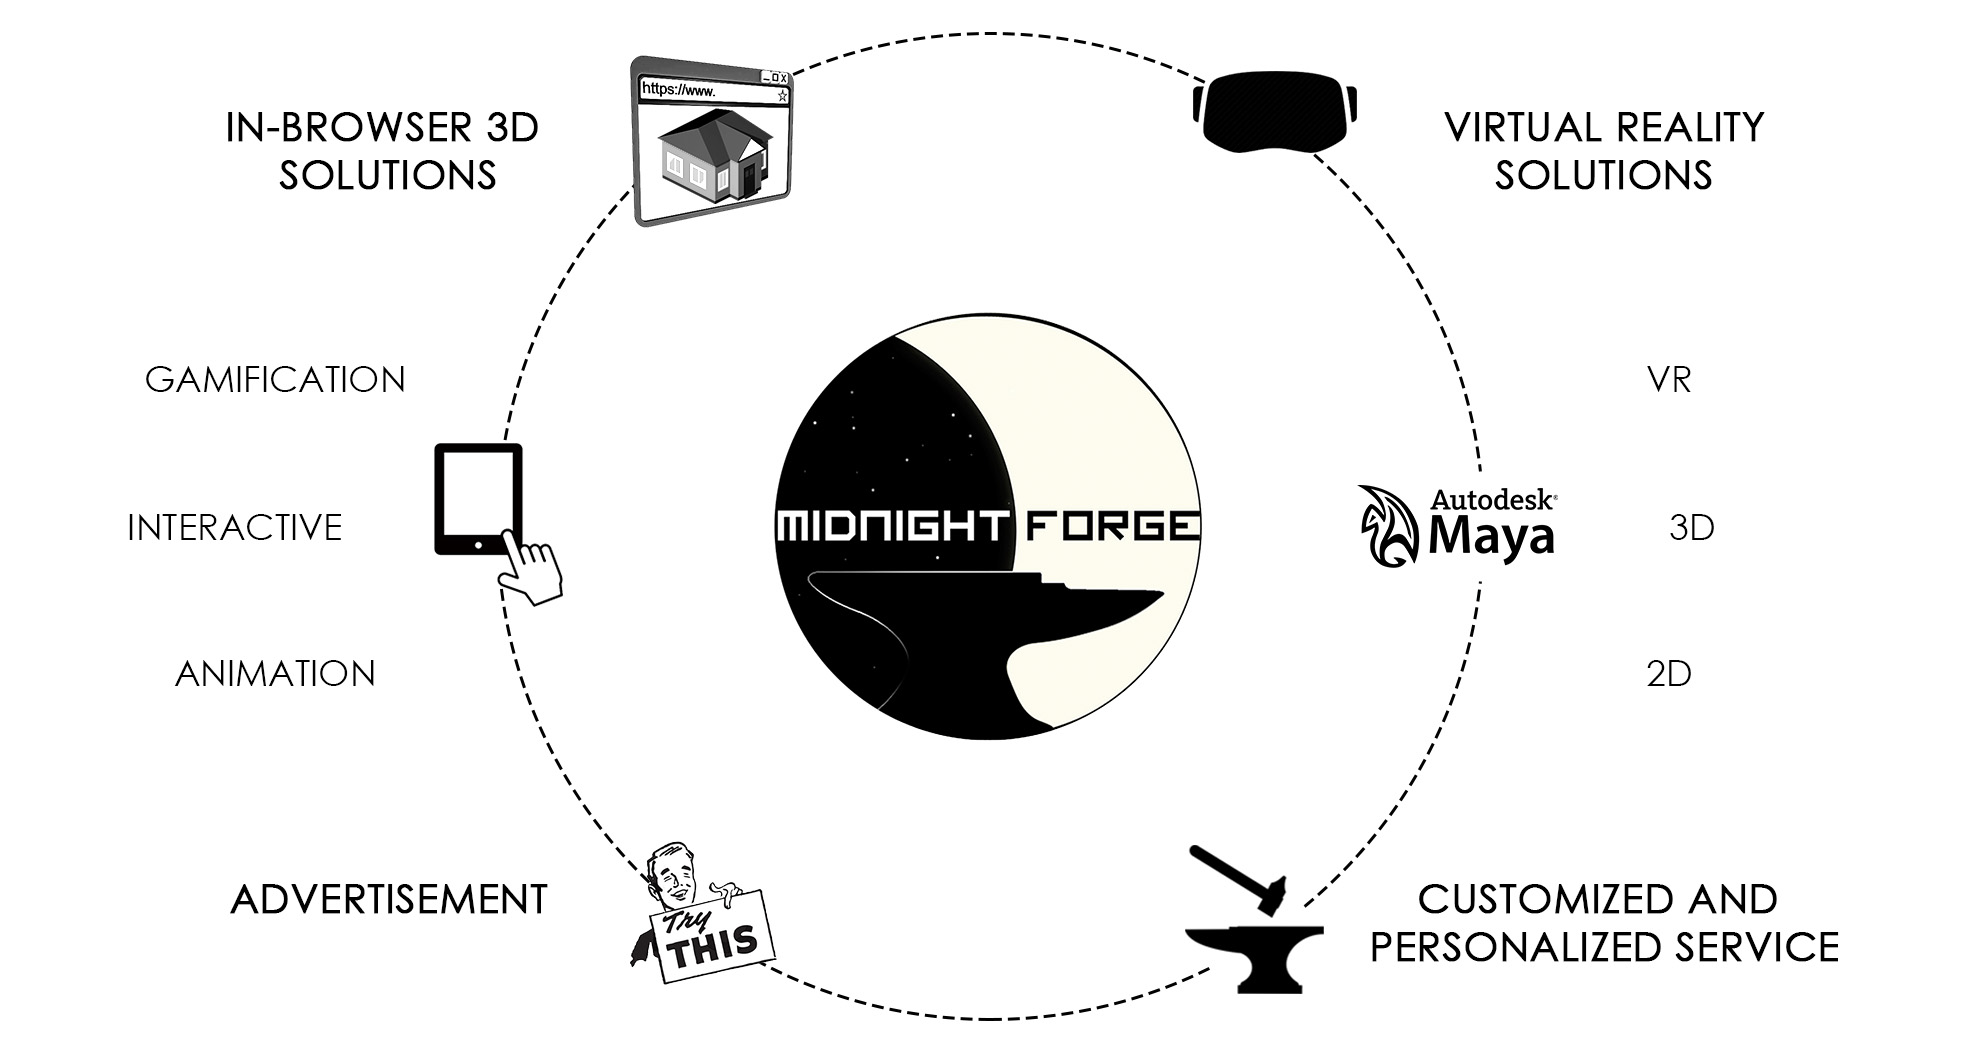 IN-BROWSER 3D
SOLUTIONS
_ □ X
https://www.
VIRTUAL REALITY
SOLUTIONS
GAMIFICATION
VR
INTERACTIVE
MIDNIGHT FORGE
Autodesk®
Maya
3D
ANIMATION
2D
ADVERTISEMENT
Try
THIS
CUSTOMIZED AND
PERSONALIZED SERVICE